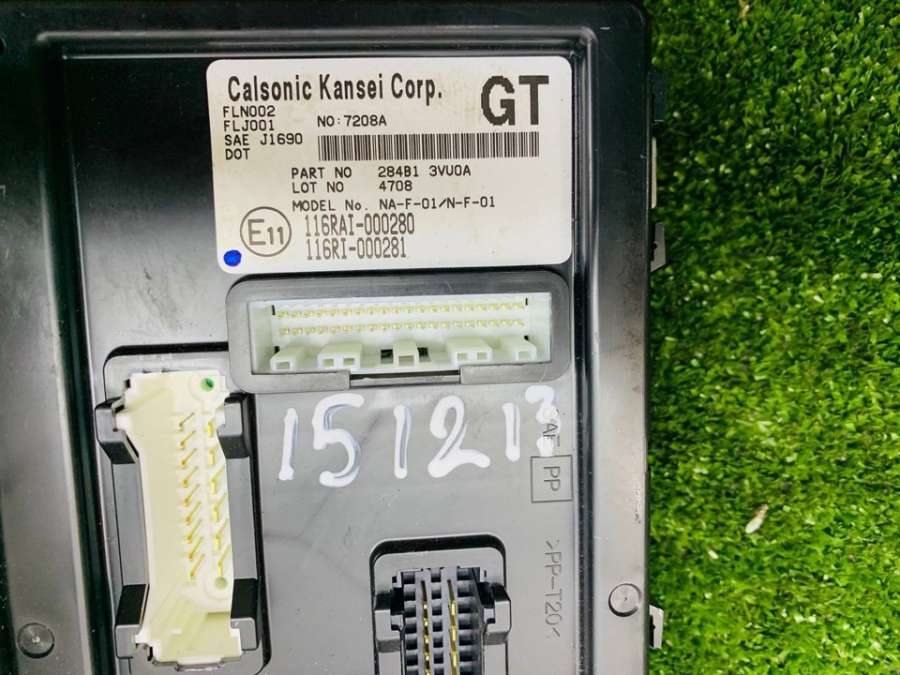 Calsonic Kansei Corp. GT
FLN002
FLJ001 NO:7208A
SAE J1690
DOT
PART NO 284B1 3VU0A
LOT NO 4708
MODEL No. NA-F-01/N-F-01
E11 116RAI-000280
116RI-000281
151213
PP
>PP-T20<